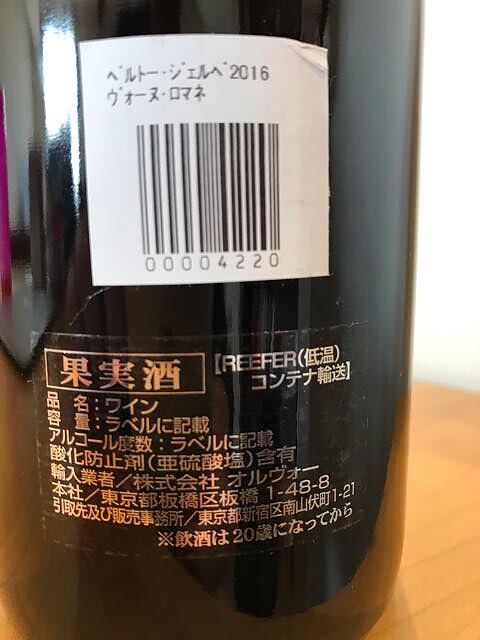 ベルトー・ジェルベ2016
ヴォーヌ・ロマネ
00004220
果実酒
【REEFER(低温)
コンテナ輸送】
品 名：ワイン
容 量：ラベルに記載
アルコール度数：ラベルに記載
酸化防止剤(亜硫酸塩)含有
輸入業者／株式会社 オルヴォー
本社／東京都板橋区板橋 1-48-8
引取先及び販売事務所／東京都新宿区南山伏町1-21
※飲酒は20歳になってから